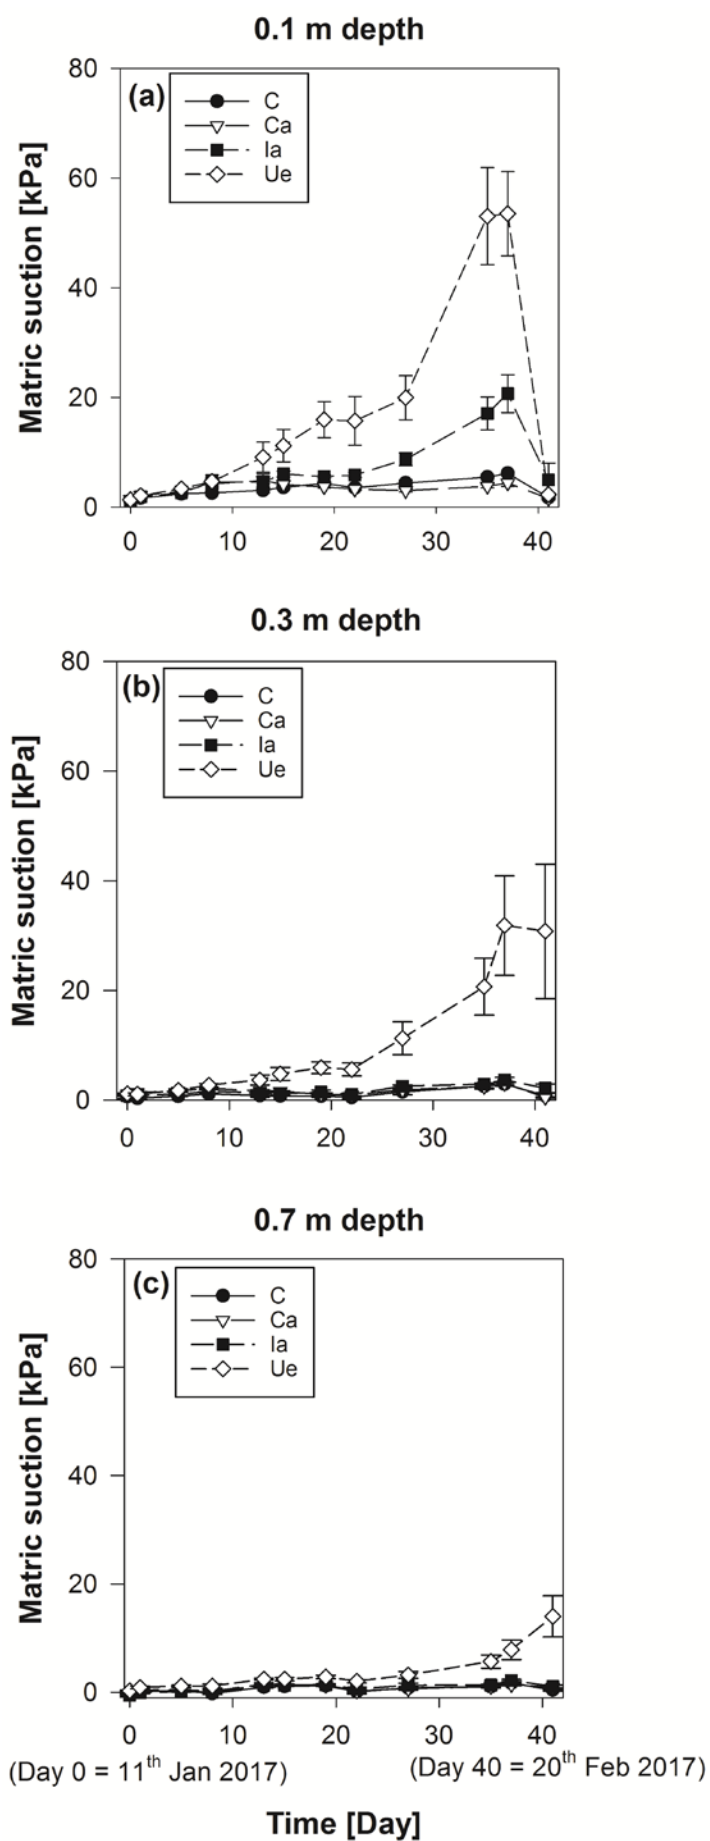 0.1 m depth
(a)
C
Ca
Ia
Ue
Matric suction [kPa]
80
60
40
20
0
0 10 20 30 40
0.3 m depth
(b)
C
Ca
Ia
Ue
Matric suction [kPa]
80
60
40
20
0
0 10 20 30 40
0.7 m depth
(c)
C
Ca
Ia
Ue
Matric suction [kPa]
80
60
40
20
0
0 10 20 30 40
(Day 0 = 11th Jan 2017) (Day 40 = 20th Feb 2017)
Time [Day]